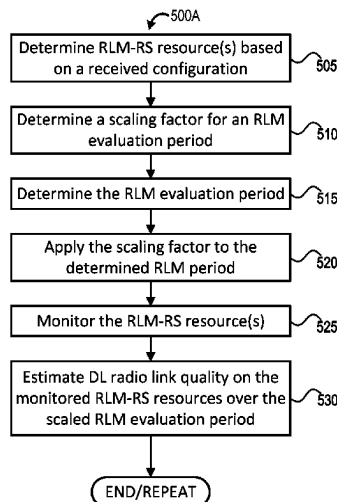 500A
Determine RLM-RS resource(s) based
on a received configuration
505
Determine a scaling factor for an RLM
evaluation period
510
Determine the RLM evaluation period
515
Apply the scaling factor to the
determined RLM period
520
Monitor the RLM-RS resource(s)
525
Estimate DL radio link quality on the
monitored RLM-RS resources over the
scaled RLM evaluation period
530
END/REPEAT